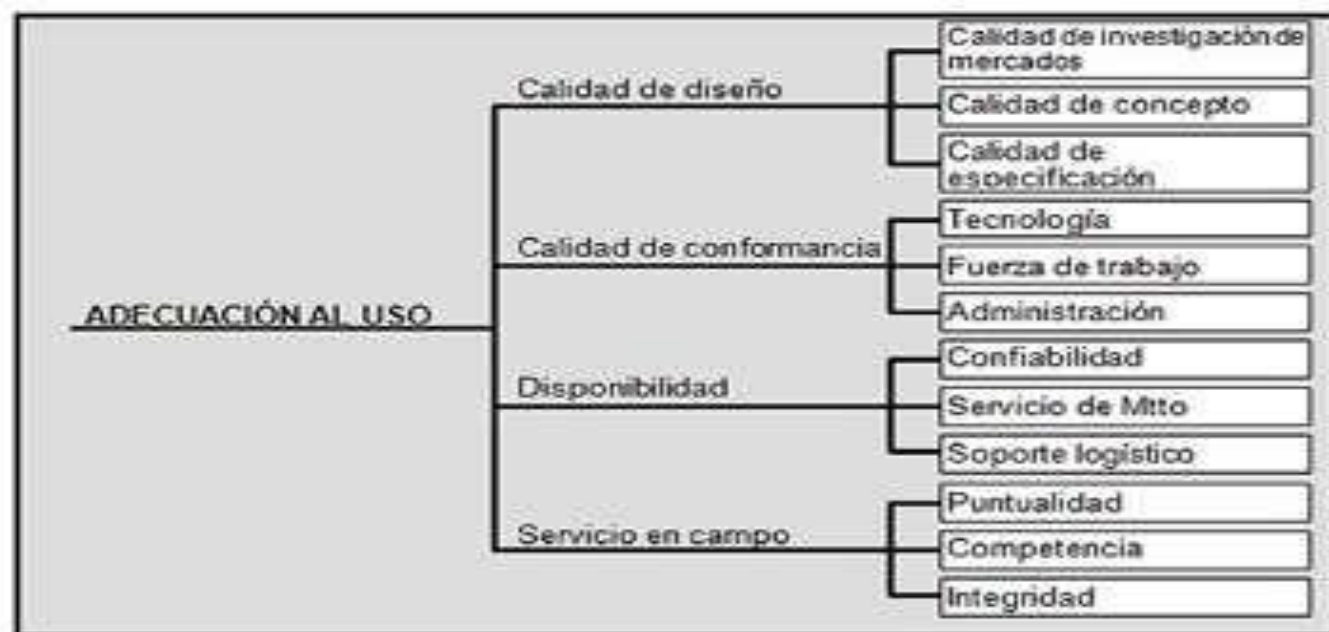 Calidad de investigación de
mercados
Calidad de diseño
Calidad de concepto
Calidad de
especificación
Tecnología
Calidad de conformancia
Fuerza de trabajo
Administración
ADECUACIÓN AL USO
Confiabilidad
Disponibilidad
Servicio de Mtto
Soporte logístico
Puntualidad
Servicio en campo
Competencia
Integridad